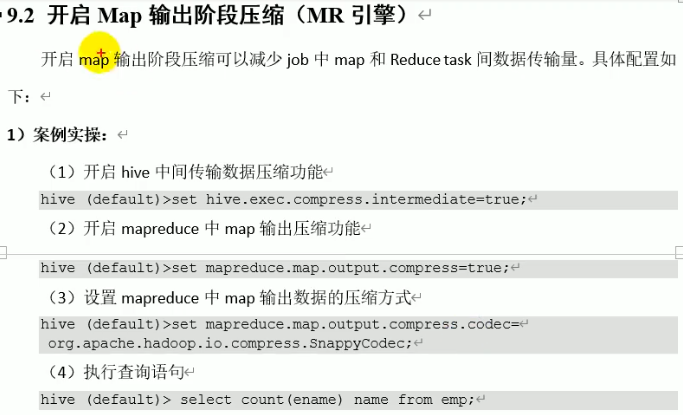 9.2 开启 Map 输出阶段压缩（MR 引擎）
开启 map 输出阶段压缩可以减少 job 中 map 和 Reduce task 间数据传输量。具体配置如
下：
1）案例实操：
（1）开启 hive 中间传输数据压缩功能
hive (default)>set hive.exec.compress.intermediate=true;
（2）开启 mapreduce 中 map 输出压缩功能
hive (default)>set mapreduce.map.output.compress=true;
（3）设置 mapreduce 中 map 输出数据的压缩方式
hive (default)>set mapreduce.map.output.compress.codec=
org.apache.hadoop.io.compress.SnappyCodec;
（4）执行查询语句
hive (default)> select count(ename) name from emp;